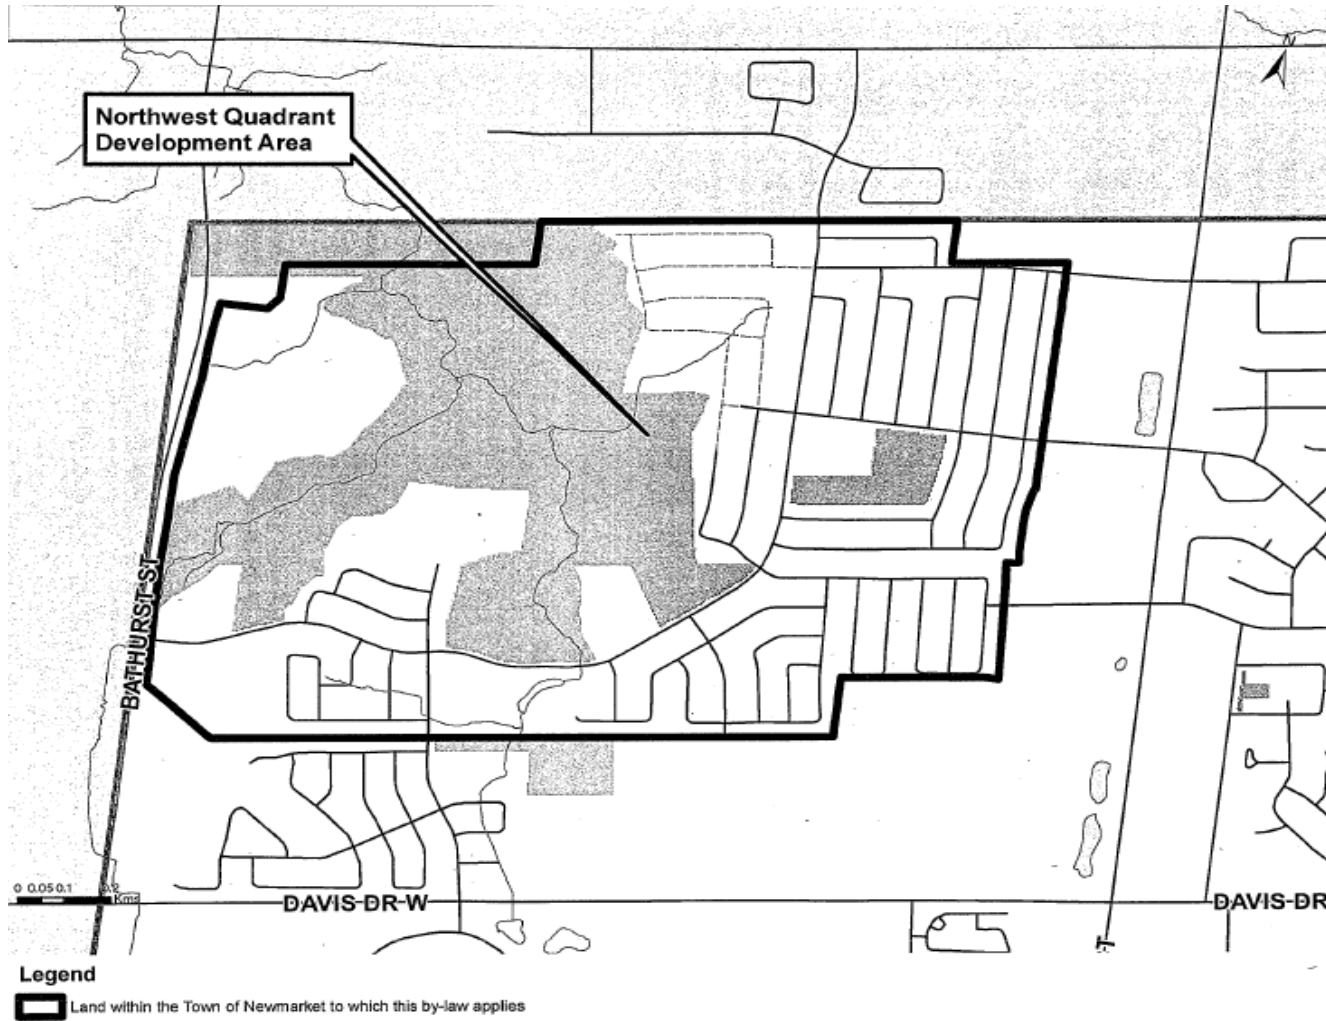 N
Northwest Quadrant
Development Area
BATHURST ST
0 0.05 0.1 0.2
Kms
DAVIS DR W
DAVIS DR
T
Legend
Land within the Town of Newmarket to which this by-law applies